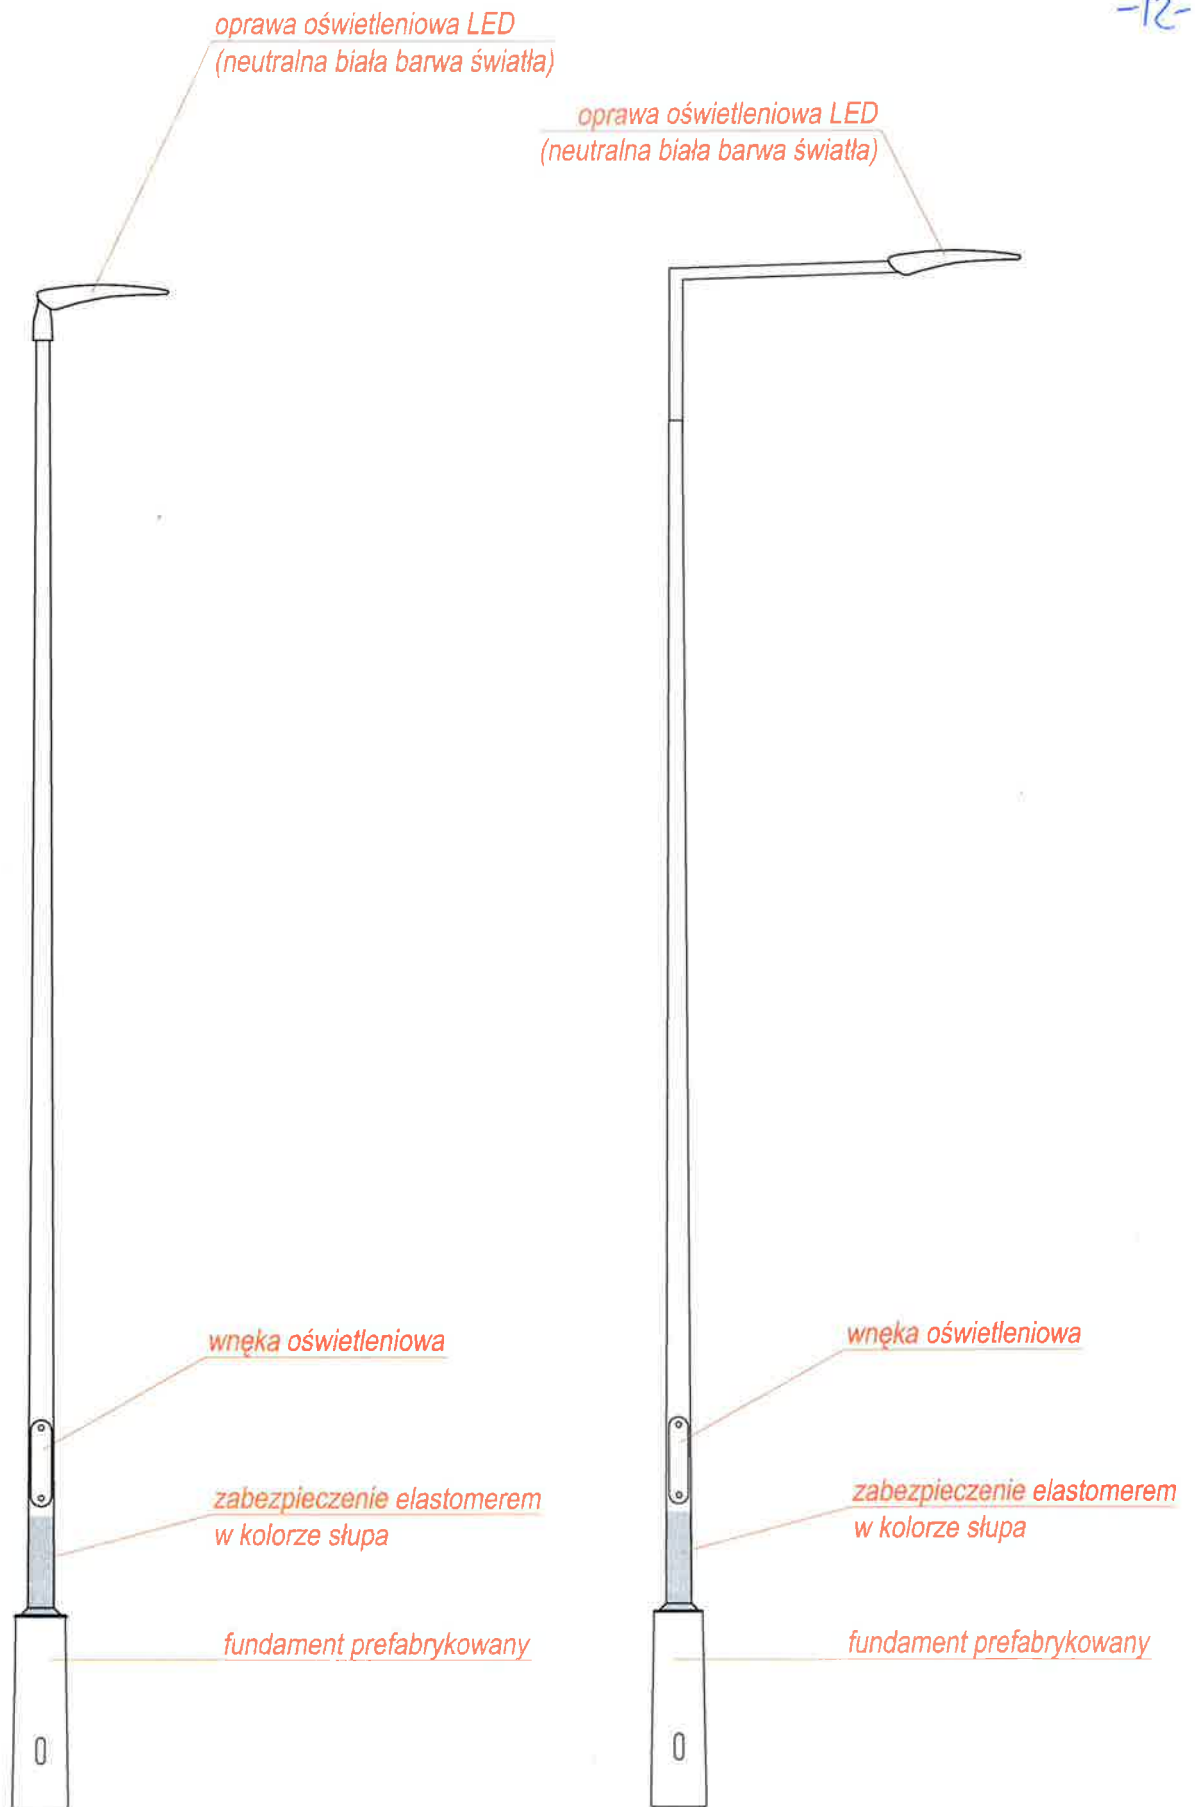 -12-
oprawa oświetleniowa LED
(neutralna biała barwa światła)
oprawa oświetleniowa LED
(neutralna biała barwa światła)
wnęka oświetleniowa
wnęka oświetleniowa
zabezpieczenie elastomerem
w kolorze słupa
zabezpieczenie elastomerem
w kolorze słupa
fundament prefabrykowany
fundament prefabrykowany